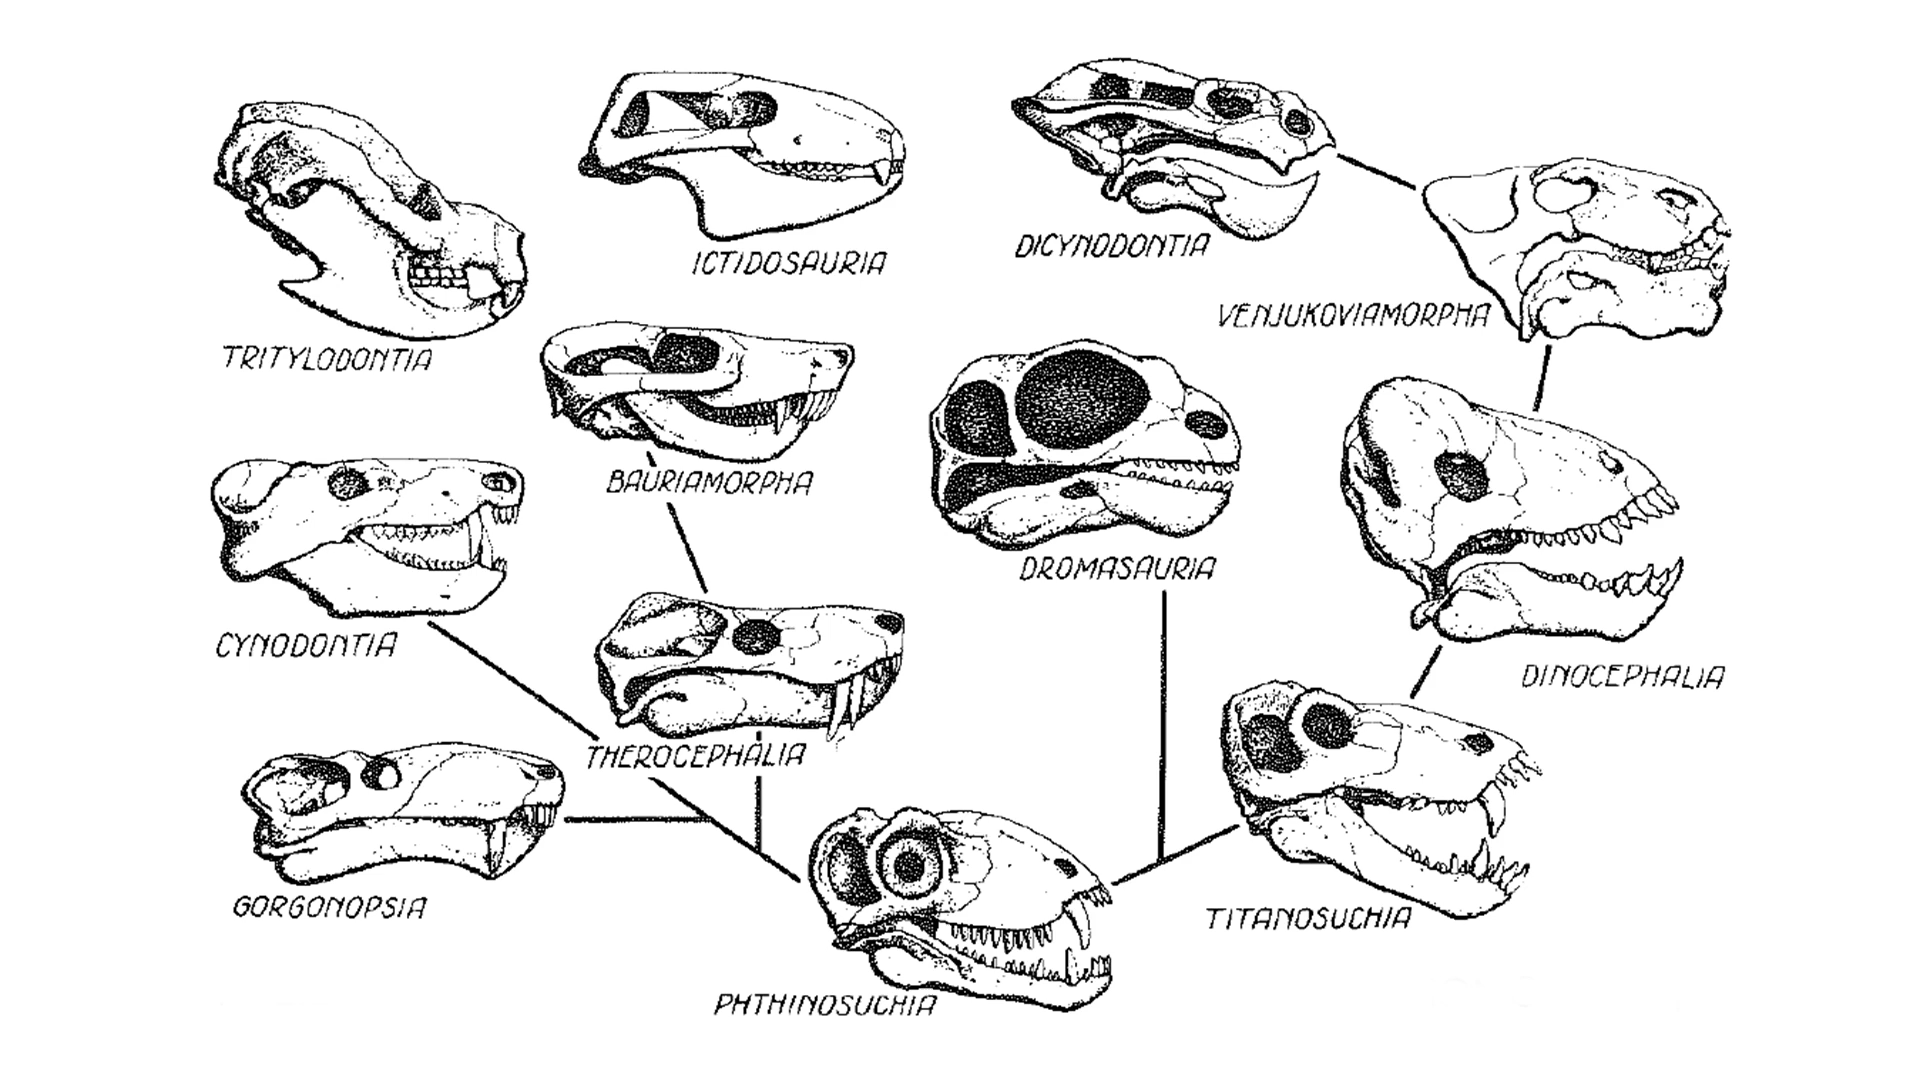 ICTIDOSAURIA
DICYNODONTIA
VENJUKOVIAMORPHA
TRITYLODONTIA
BAURIAMORPHA
DROMASAURIA
CYNODONTIA
DINOCEPHALIA
THEROCEPHALIA
GORGONOPSIA
TITANOSUCHIA
PHTHINOSUCHIA